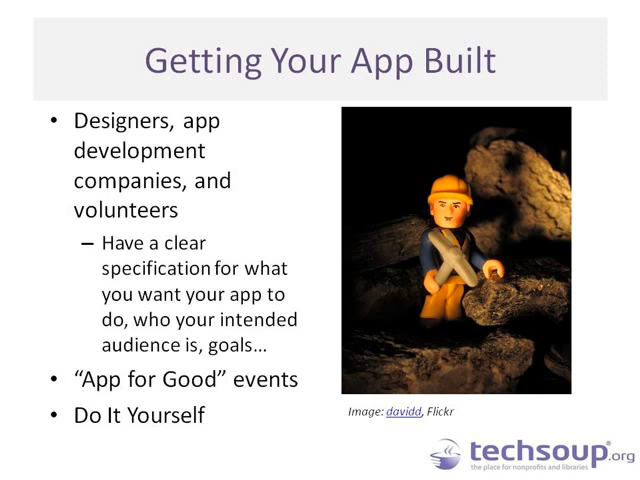 Getting Your App Built
• Designers, app
development
companies, and
volunteers
– Have a clear
specification for what
you want your app to
do, who your intended
audience is, goals…
• “App for Good” events
• Do It Yourself
Image: davidd, Flickr
techsoup®.org
the place for nonprofits and libraries